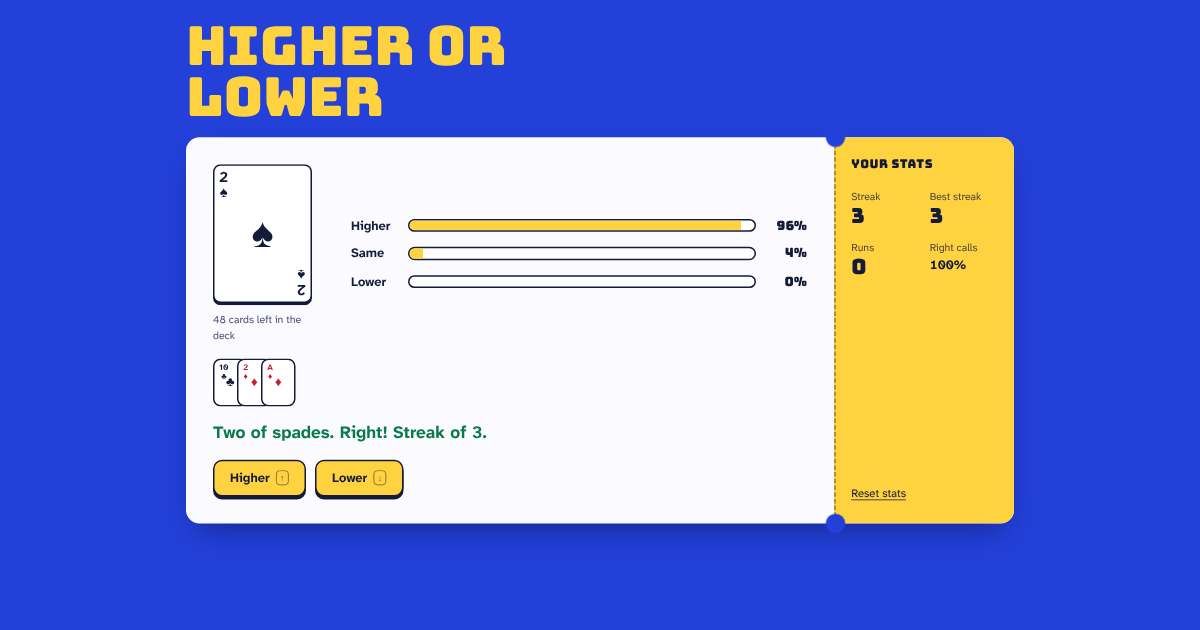 HIGHER OR
LOWER
2
♠
♠
2
♠
48 cards left in the
deck
Higher 96%
Same 4%
Lower 0%
10
♣
♣
2
♦
♦
A
♦
♦
Two of spades. Right! Streak of 3.
Higher ↑
Lower ↓
YOUR STATS
Streak
3
Best streak
3
Runs
0
Right calls
100%
Reset stats